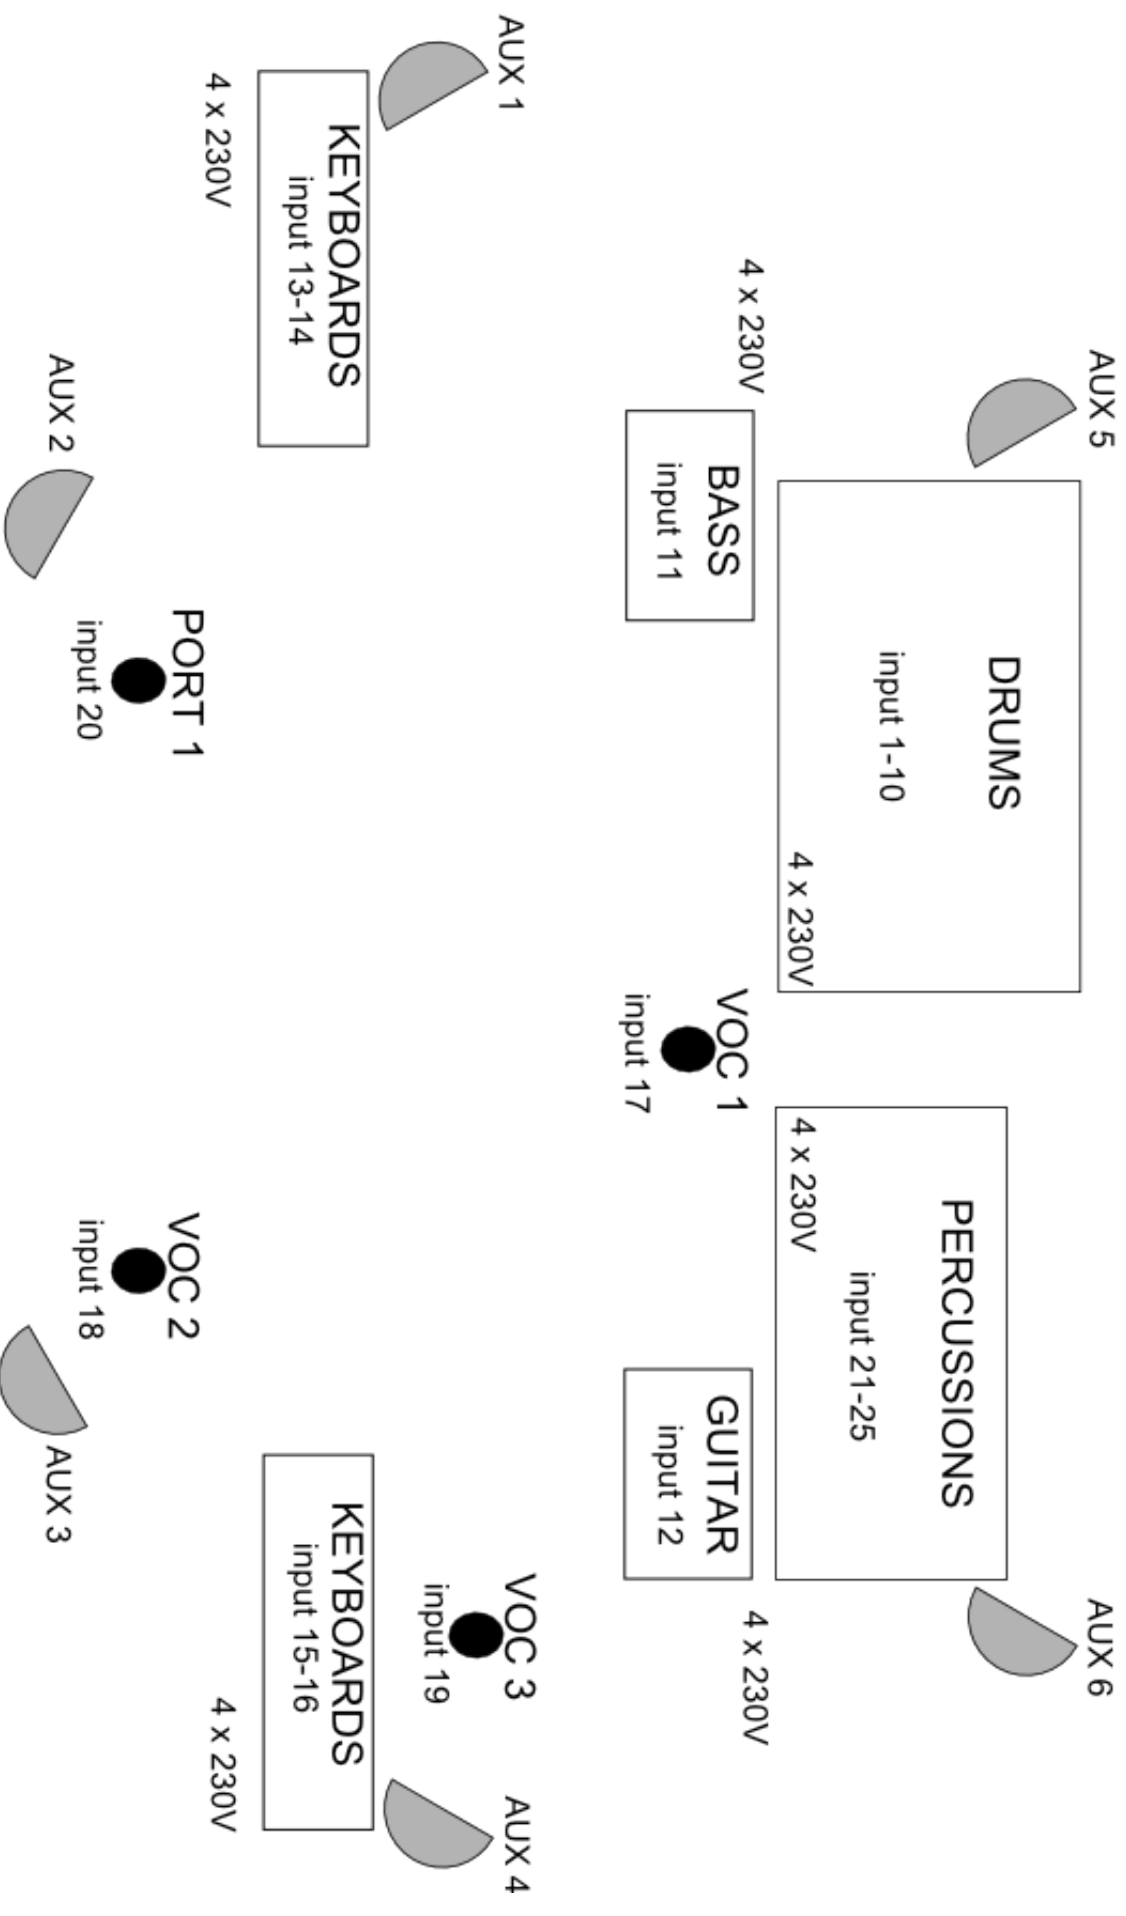 AUX 5
AUX 6
DRUMS
input 1-10
4 x 230V
PERCUSSIONS
input 21-25
4 x 230V
4 x 230V
BASS
input 11
VOC 1
input 17
GUITAR
input 12
4 x 230V
AUX 1
KEYBOARDS
input 13-14
4 x 230V
VOC 3
input 19
AUX 4
KEYBOARDS
input 15-16
4 x 230V
AUX 2
PORT 1
input 20
VOC 2
input 18
AUX 3